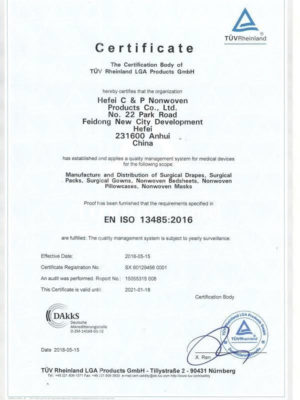 TÜVRheinland
Certificate
The Certification Body of
TÜV Rheinland LGA Products GmbH
hereby certifies that the organization
Hefei C & P Nonwoven
Products Co., Ltd.
No. 22 Park Road
Feidong New City Development
Hefei
231600 Anhui
China
has established and applies a quality management system for medical devices
for the following scope:
Manufacture and Distribution of Surgical Drapes, Surgical
Packs, Surgical Gowns, Nonwoven Bedsheets, Nonwoven
Pillowcases, Nonwoven Masks
Proof has been furnished that the requirements specified in
EN ISO 13485:2016
are fulfilled. The quality management system is subject to yearly surveillance.
Effective Date: 2018-05-15
Certificate Registration No.: SX 60129456 0001
An audit was performed. Report No.: 15055315 008
This Certificate is valid until: 2021-01-18
Certification Body
DAkkS
Deutsche
Akkreditierungsstelle
TÜVRheinland
Date 2018-05-15
X. Ren
TÜV Rheinland LGA Products GmbH - Tillystraße 2 - 90431 Nürnberg